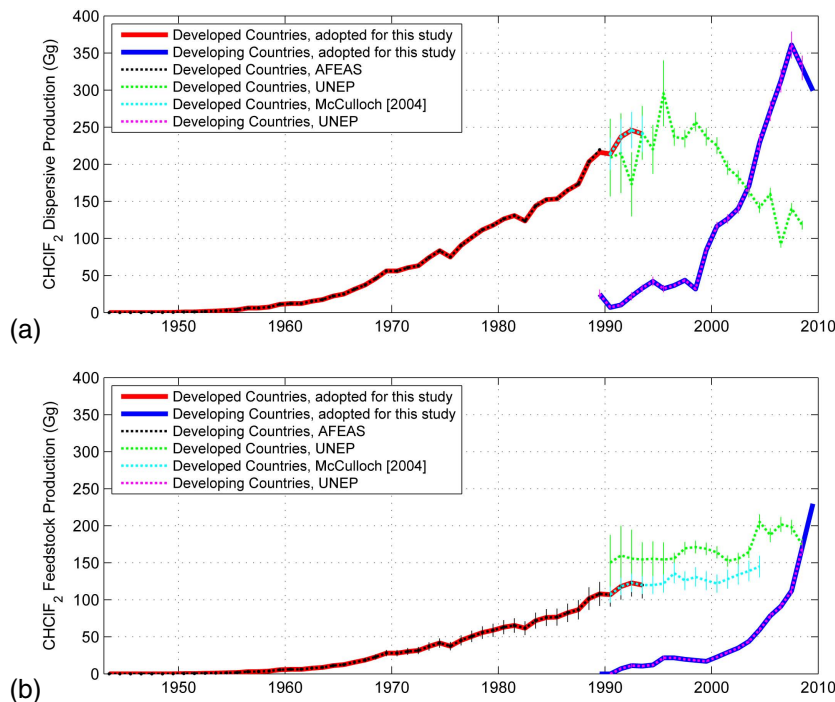 (a)
CHClF2 Dispersive Production (Gg)
400
350
300
250
200
150
100
50
0
Developed Countries, adopted for this study
Developing Countries, adopted for this study
Developed Countries, AFEAS
Developed Countries, UNEP
Developed Countries, McCulloch [2004]
Developing Countries, UNEP
1950
1960
1970
1980
1990
2000
2010
(b)
CHClF2 Feedstock Production (Gg)
400
350
300
250
200
150
100
50
0
Developed Countries, adopted for this study
Developing Countries, adopted for this study
Developing Countries, AFEAS
Developed Countries, UNEP
Developed Countries, McCulloch [2004]
Developing Countries, UNEP
1950
1960
1970
1980
1990
2000
2010